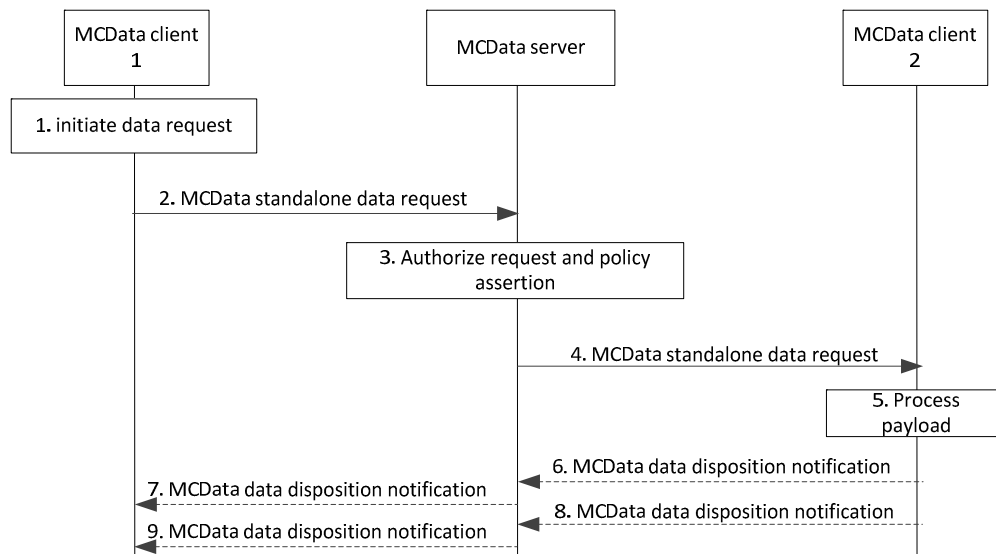 MCData client
1
MCData server
MCData client
2
1. initiate data request
2. MCData standalone data request
3. Authorize request and policy
assertion
4. MCData standalone data request
5. Process
payload
6. MCData data disposition notification
7. MCData data disposition notification
8. MCData data disposition notification
9. MCData data disposition notification